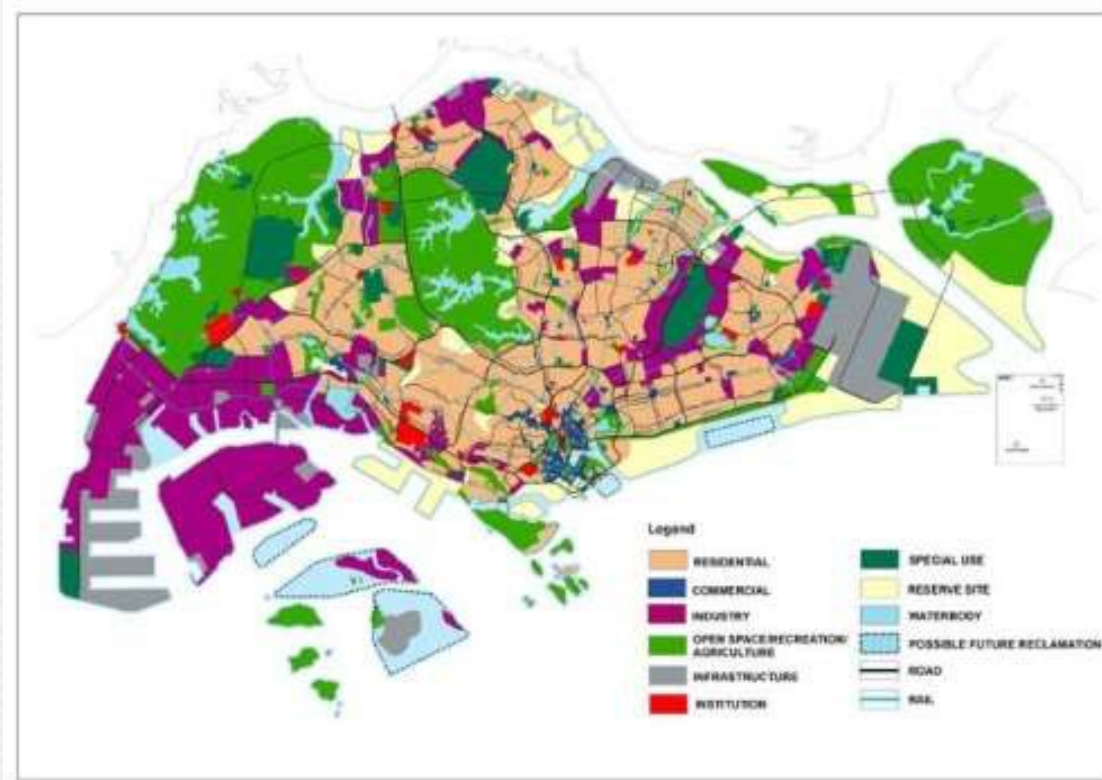 Legend
RESIDENTIAL
COMMERCIAL
INDUSTRY
OPEN SPACE/RECREATION/
AGRICULTURE
INFRASTRUCTURE
INSTITUTION
SPECIAL USE
RESERVE SITE
WATERBODY
POSSIBLE FUTURE RECLAMATION
ROAD
RAIL